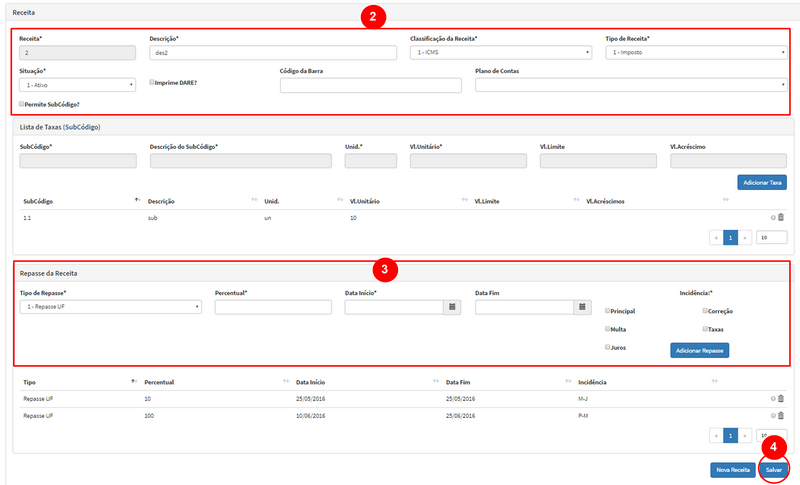 Receita
2
Receita* Descrição* Classificação da Receita* Tipo de Receita*
2 des2 1 - ICMS 1 - Imposto
Situação* Código da Barra Plano de Contas
1 - Ativo Imprime DARE?
Permite SubCódigo?
Lista de Taxas (SubCódigo)
SubCódigo* Descrição do SubCódigo* Unid.* Vl.Unitário* Vl.Limite Vl.Acréscimo
Adicionar Taxa
SubCódigo Descrição Unid. Vl.Unitário Vl.Limite Vl.Acréscimos
1.1 sub un 10
« 1 » 10
3
Repasse da Receita
Tipo de Repasse* Percentual* Data Início* Data Fim Incidência:*
1 - Repasse UF
Principal Correção
Multa Taxas
Juros Adicionar Repasse
Tipo Percentual Data Início Data Fim Incidência
Repasse UF 10 25/05/2016 25/05/2016 M-J
Repasse UF 100 10/06/2016 25/06/2016 P-M
« 1 » 10
4
Nova Receita Salvar